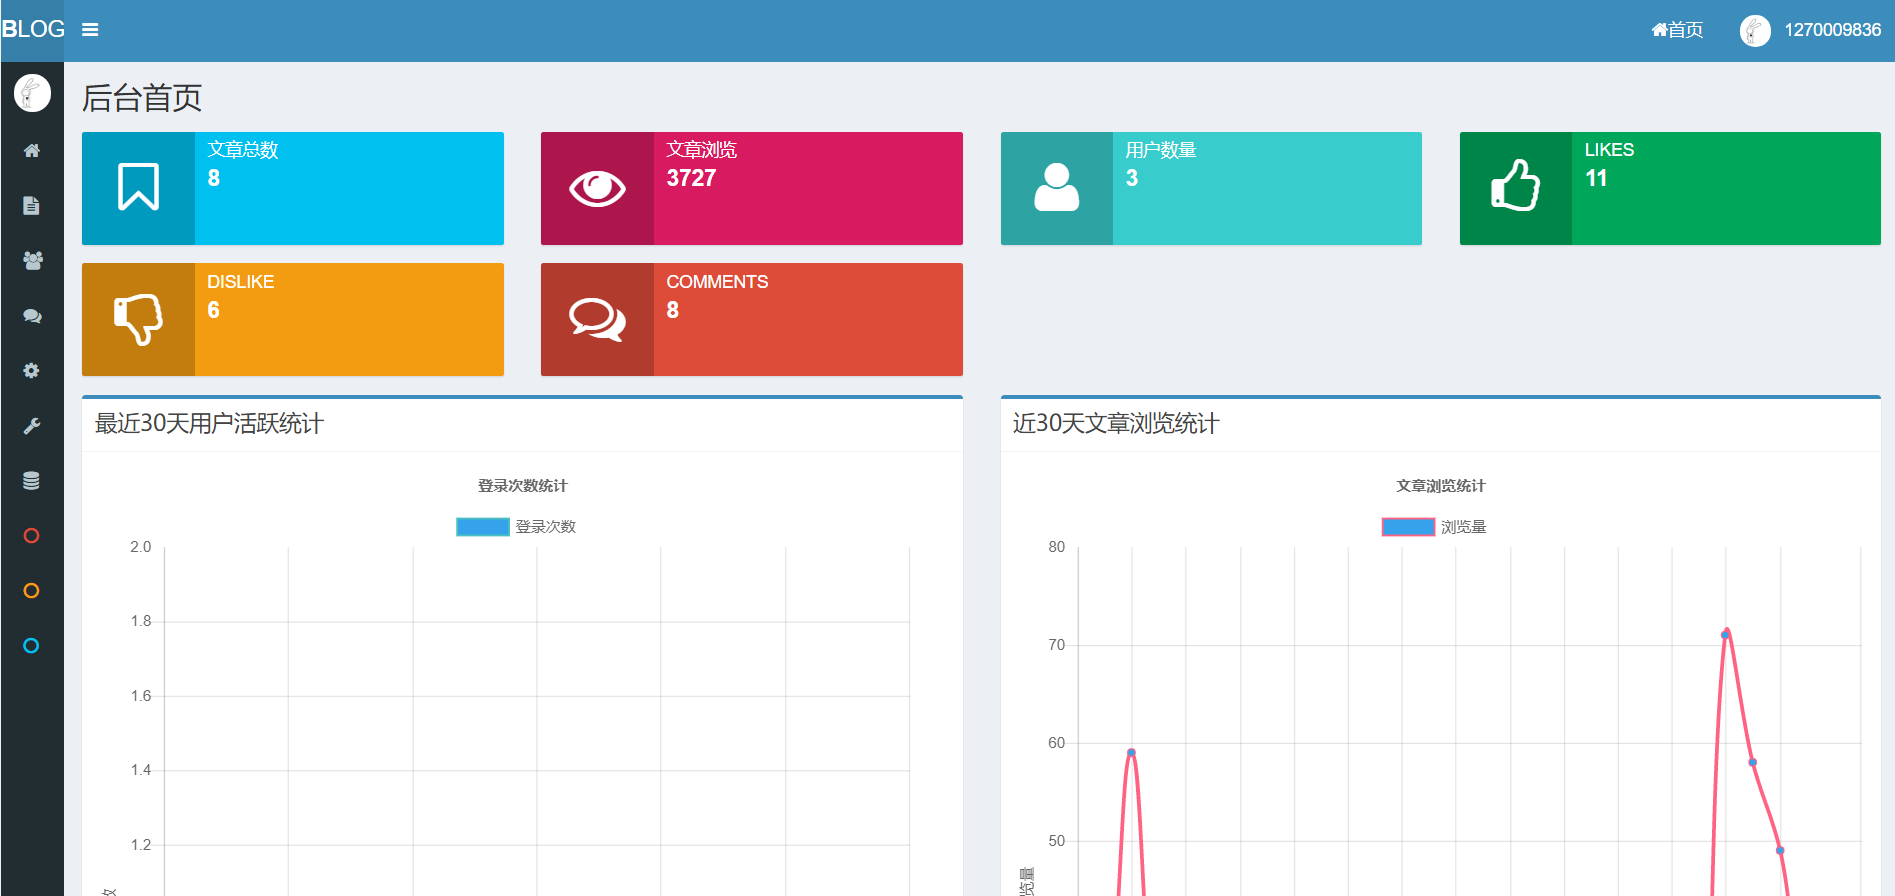 BLOG
首页
1270009836
后台首页
文章总数
8
文章浏览
3727
用户数量
3
LIKES
11
DISLIKE
6
COMMENTS
8
最近30天用户活跃统计
登录次数统计
登录次数
2.0
1.8
1.6
1.4
1.2
近30天文章浏览统计
文章浏览统计
浏览量
80
70
60
50
览量